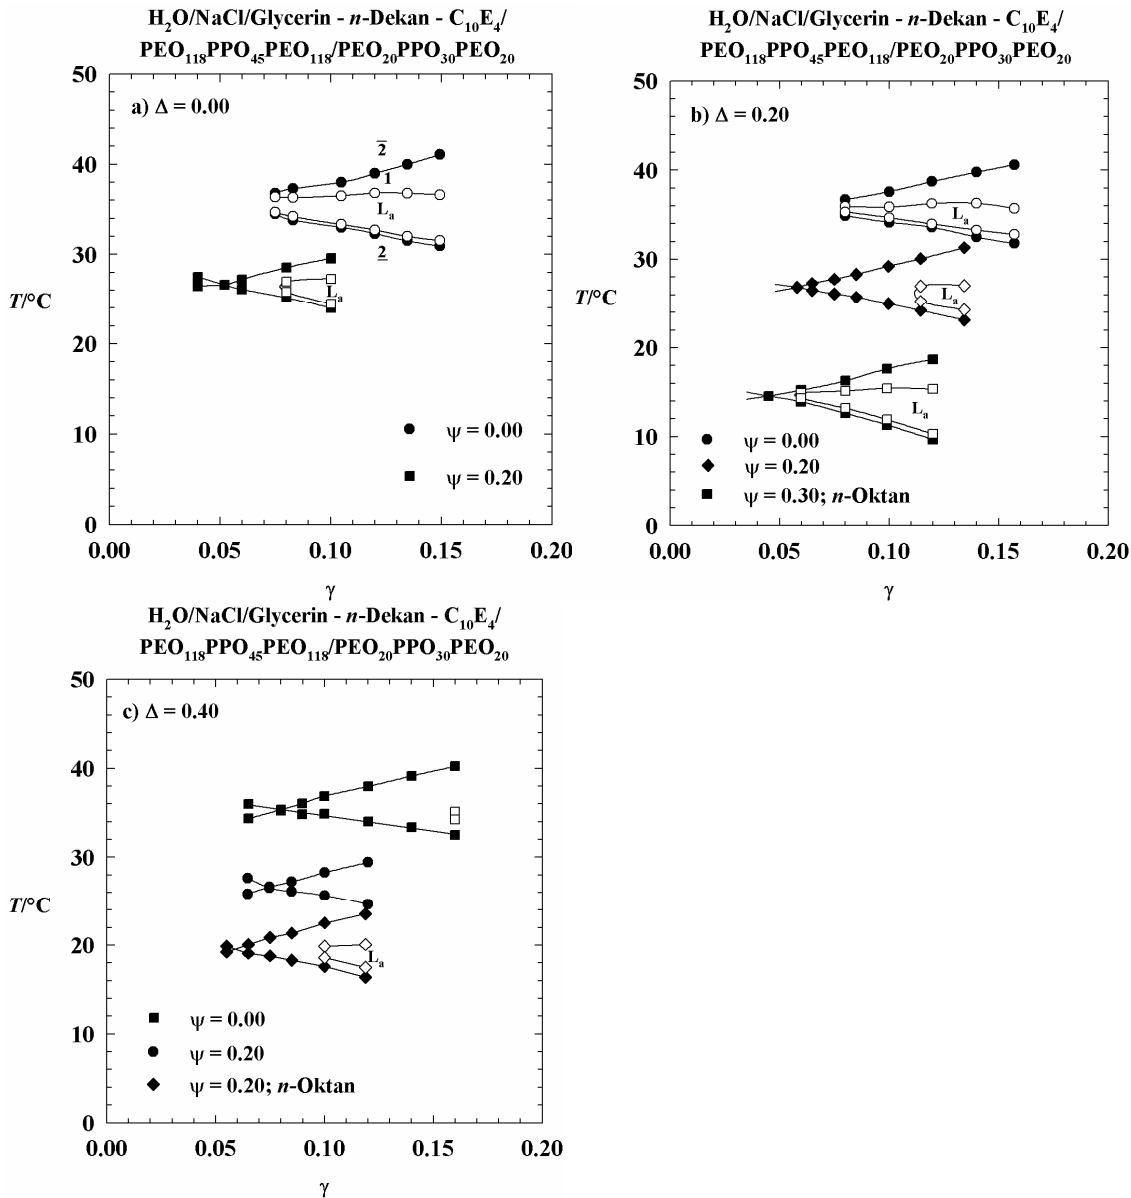 H₂O/NaCl/Glycerin - n-Dekan - C₁₀E₄/
PEO₁₁₈PPO₄₅PEO₁₁₈/PEO₂₀PPO₃₀PEO₂₀
50
a) Δ = 0.00
40
2̅
1
Lₐ
2̲
30
Lₐ
T/°C
20
10
ψ = 0.00
ψ = 0.20
0
0.00 0.05 0.10 0.15 0.20
γ
H₂O/NaCl/Glycerin - n-Dekan - C₁₀E₄/
PEO₁₁₈PPO₄₅PEO₁₁₈/PEO₂₀PPO₃₀PEO₂₀
50
b) Δ = 0.20
40
Lₐ
30
Lₐ
T/°C
20
Lₐ
10
ψ = 0.00
ψ = 0.20
ψ = 0.30; n-Oktan
0
0.00 0.05 0.10 0.15 0.20
γ
H₂O/NaCl/Glycerin - n-Dekan - C₁₀E₄/
PEO₁₁₈PPO₄₅PEO₁₁₈/PEO₂₀PPO₃₀PEO₂₀
50
c) Δ = 0.40
40
30
T/°C
20
Lₐ
10
ψ = 0.00
ψ = 0.20
ψ = 0.20; n-Oktan
0
0.00 0.05 0.10 0.15 0.20
γ